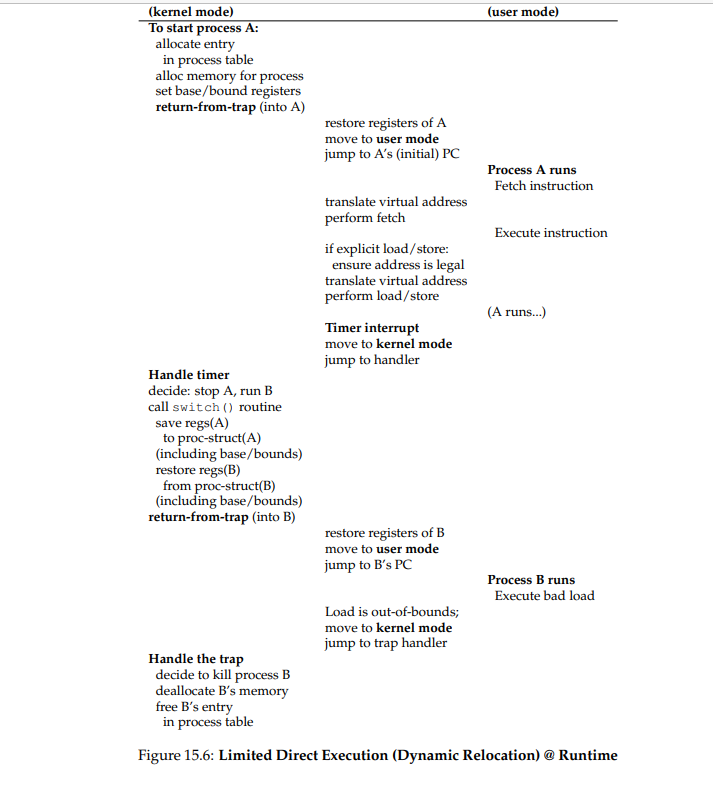 (kernel mode) (user mode)
To start process A:
allocate entry
in process table
alloc memory for process
set base/bound registers
return-from-trap (into A)
restore registers of A
move to user mode
jump to A's (initial) PC
Process A runs
Fetch instruction
translate virtual address
perform fetch
Execute instruction
if explicit load/store:
ensure address is legal
translate virtual address
perform load/store
(A runs...)
Timer interrupt
move to kernel mode
jump to handler
Handle timer
decide: stop A, run B
call switch() routine
save regs(A)
to proc-struct(A)
(including base/bounds)
restore regs(B)
from proc-struct(B)
(including base/bounds)
return-from-trap (into B)
restore registers of B
move to user mode
jump to B's PC
Process B runs
Execute bad load
Load is out-of-bounds;
move to kernel mode
jump to trap handler
Handle the trap
decide to kill process B
deallocate B's memory
free B's entry
in process table
Figure 15.6: Limited Direct Execution (Dynamic Relocation) @ Runtime